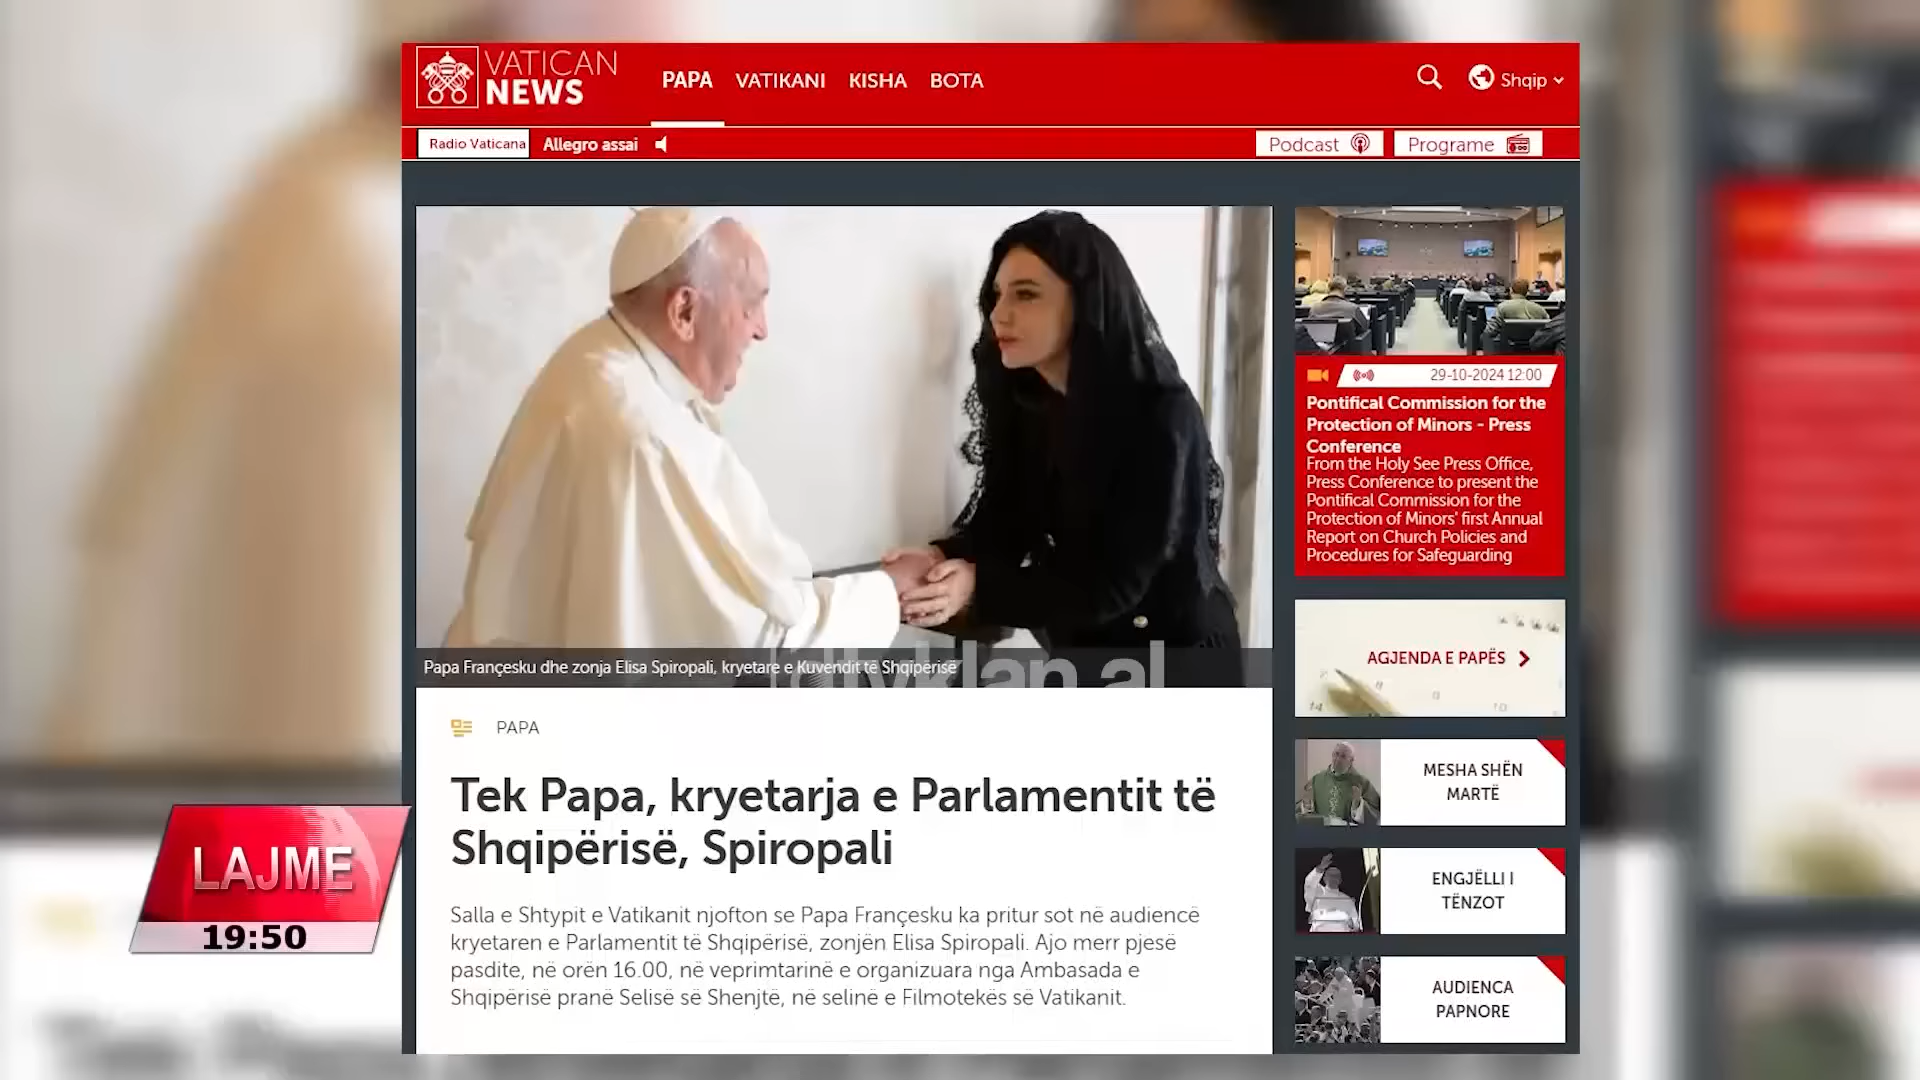 VATICAN
NEWS
PAPA
VATIKANI
KISHA
BOTA
Shqip
Radio Vaticana
Allegro assai
Podcast
Programe
Papa Françesku dhe zonja Elisa Spiropali, kryetare e Kuvendit të Shqipërisë
PAPA
Tek Papa, kryetarja e Parlamentit të
Shqipërisë, Spiropali
Salla e Shtypit e Vatikanit njofton se Papa Françesku ka pritur sot në audiencë
kryetaren e Parlamentit të Shqipërisë, zonjën Elisa Spiropali. Ajo merr pjesë
pasdite, në orën 16.00, në veprimtarinë e organizuara nga Ambasada e
Shqipërisë pranë Selisë së Shenjtë, në selinë e Filmotekës së Vatikanit.
29-10-2024 12:00
Pontifical Commission for the
Protection of Minors - Press
Conference
From the Holy See Press Office,
Press Conference to present the
Pontifical Commission for the
Protection of Minors' first Annual
Report on Church Policies and
Procedures for Safeguarding
AGJENDA E PAPËS
MESHA SHËN
MARTË
ENGJËLLI I
TËNZOT
AUDIENCA
PAPNORE
LAJME
19:50